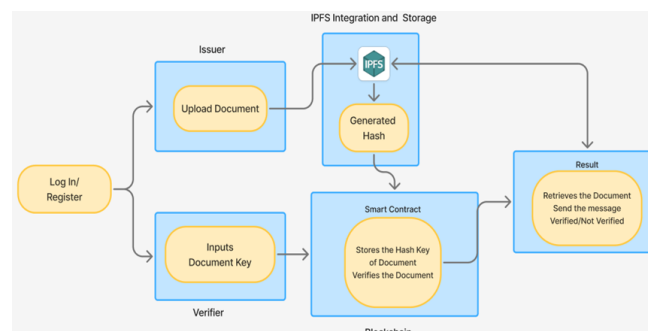 IPFS Integration and Storage
Issuer
IPFS
Upload Document
Generated
Hash
Log In/
Register
Result
Retrieves the Document
Send the message
Verified/Not Verified
Smart Contract
Inputs
Document Key
Stores the Hash Key
of Document
Verifies the Document
Verifier
Blockchain